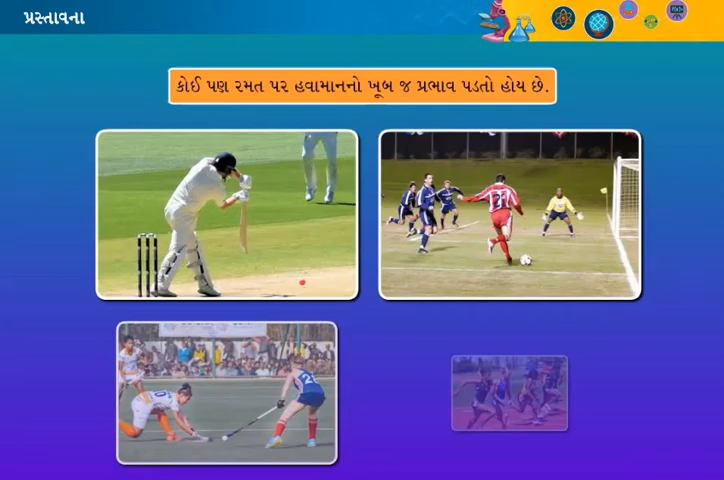 પ્રસ્તાવના
કોઈ પણ રમત પર હવામાનનો ખૂબ જ પ્રભાવ પડતો હોય છે.